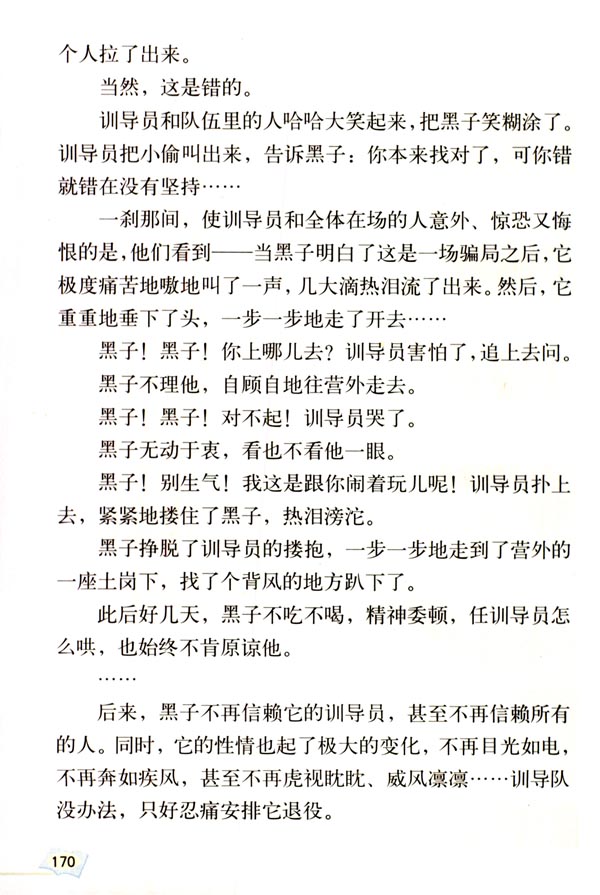 个人拉了出来。
当然，这是错的。
训导员和队伍里的人哈哈大笑起来，把黑子笑糊涂了。
训导员把小偷叫出来，告诉黑子：你本来找对了，可你错
就错在没有坚持……
一刹那间，使训导员和全体在场的人意外、惊恐又悔
恨的是，他们看到——当黑子明白了这是一场骗局之后，它
极度痛苦地嗷地叫了一声，几大滴热泪流了出来。然后，它
重重地垂下了头，一步一步地走了开去……
黑子！黑子！你上哪儿去？训导员害怕了，追上去问。
黑子不理他，自顾自地往营外走去。
黑子！黑子！对不起！训导员哭了。
黑子无动于衷，看也不看他一眼。
黑子！别生气！我这是跟你闹着玩儿呢！训导员扑上
去，紧紧地搂住了黑子，热泪滂沱。
黑子挣脱了训导员的搂抱，一步一步地走到了营外的
一座土岗下，找了个背风的地方趴下了。
此后好几天，黑子不吃不喝，精神委顿，任训导员怎
么哄，也始终不肯原谅他。
……
后来，黑子不再信赖它的训导员，甚至不再信赖所有
的人。同时，它的性情也起了极大的变化，不再目光如电，
不再奔如疾风，甚至不再虎视眈眈、威风凛凛……训导队
没办法，只好忍痛安排它退役。
170